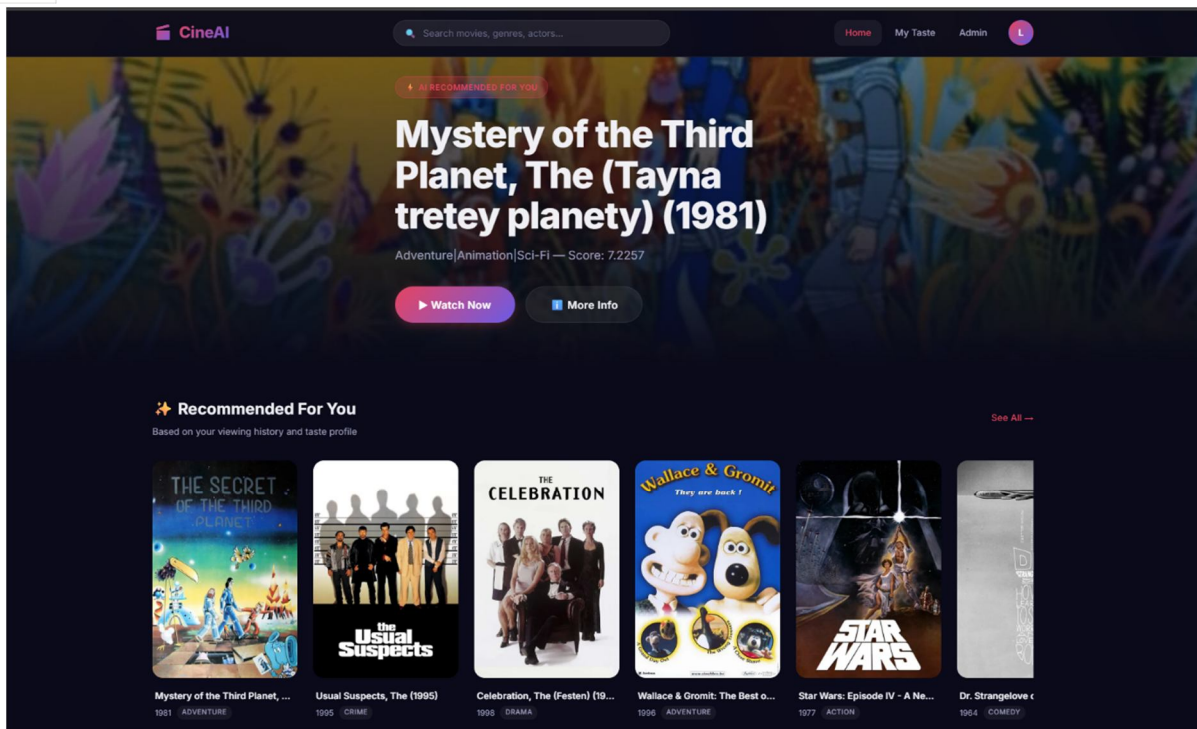 CineAI
Search movies, genres, actors...
Home
My Taste
Admin
L
AI RECOMMENDED FOR YOU
Mystery of the Third
Planet, The (Tayna
tretey planety) (1981)
Adventure|Animation|Sci-Fi — Score: 7.2257
▶ Watch Now
ℹ More Info
✨ Recommended For You
Based on your viewing history and taste profile
See All →
THE SECRET
OF THE THIRD
PLANET
the
Usual
Suspects
THE
CELEBRATION
Wallace & Gromit
They are back !
STAR
WARS
Mystery of the Third Planet, ...
1981 ADVENTURE
Usual Suspects, The (1995)
1995 CRIME
Celebration, The (Festen) (19...
1998 DRAMA
Wallace & Gromit: The Best o...
1996 ADVENTURE
Star Wars: Episode IV - A Ne...
1977 ACTION
Dr. Strangelove
1964 COMEDY